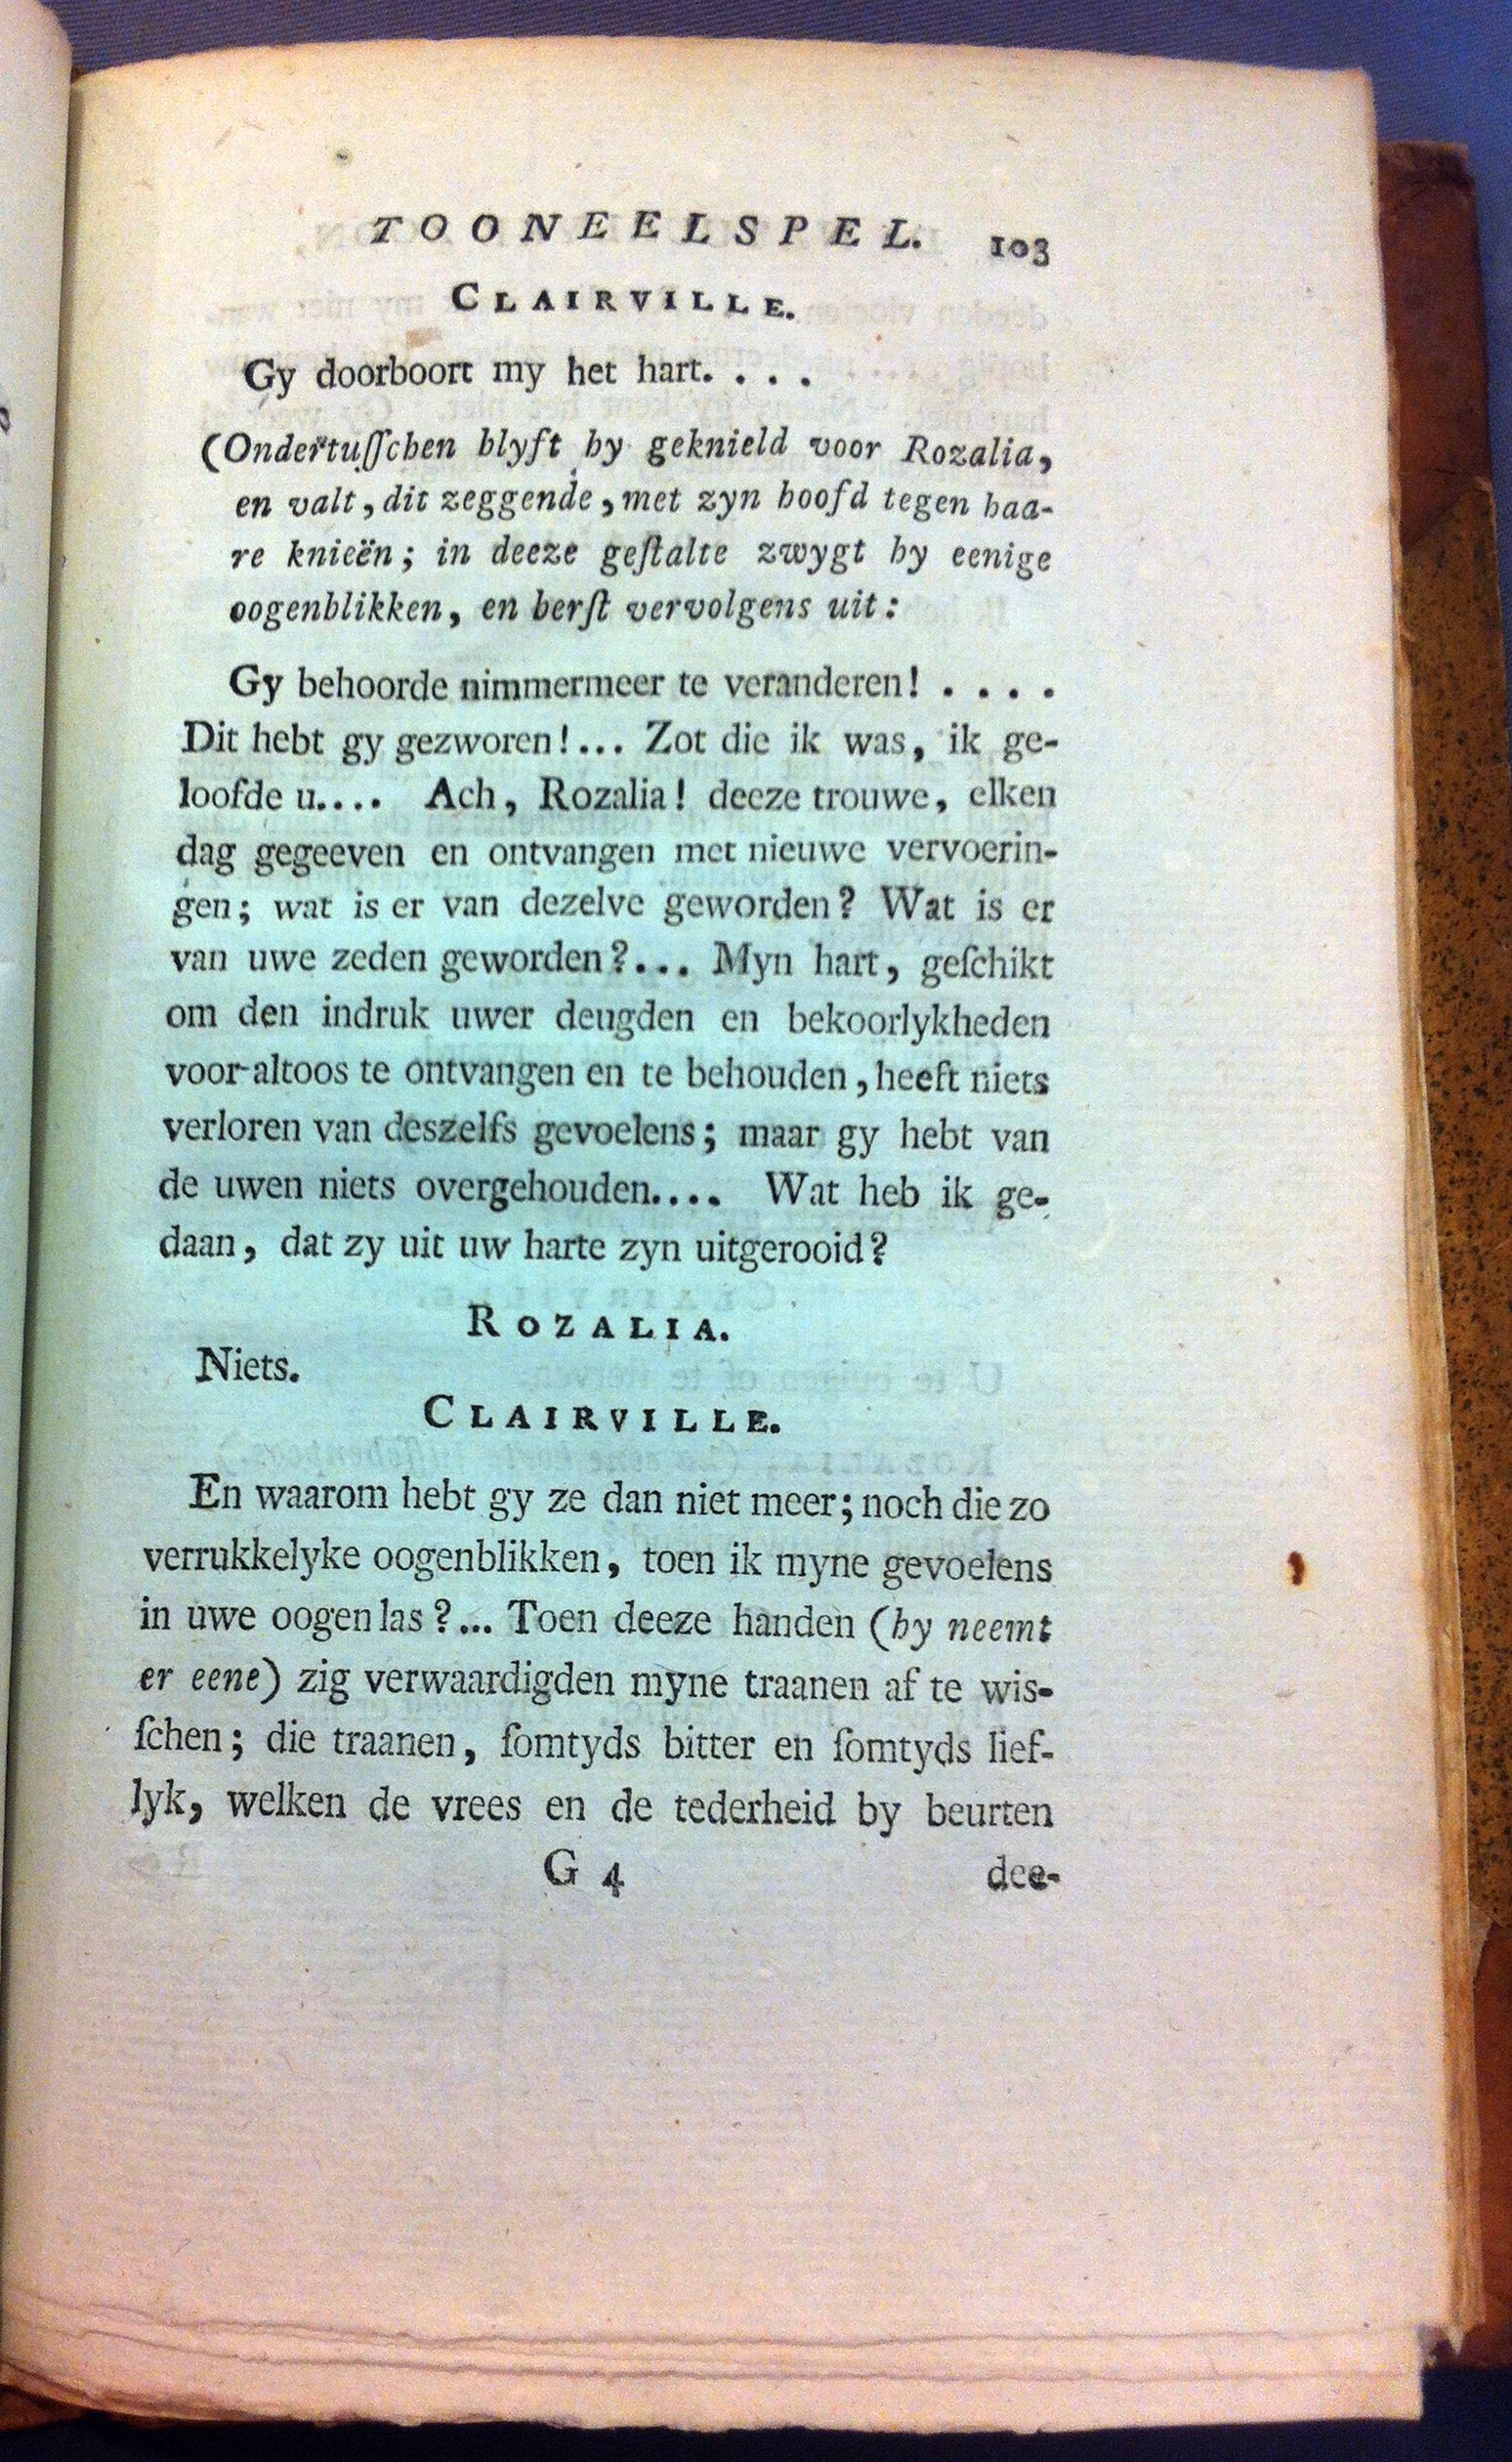 TOONEELSPEL. 103
CLAIRVILLE.
Gy doorboort my het hart. . . .
(Ondertuſſchen blyft hy geknield voor Rozalia,
en valt, dit zeggende, met zyn hoofd tegen haa-
re knieën; in deeze geſtalte zwygt hy eenige
oogenblikken, en berſt vervolgens uit:
Gy behoorde nimmermeer te veranderen! . . . .
Dit hebt gy gezworen!... Zot die ik was, ik ge-
loofde u.... Ach, Rozalia! deeze trouwe, elken
dag gegeeven en ontvangen met nieuwe vervoerin-
gen; wat is er van dezelve geworden? Wat is er
van uwe zeden geworden?... Myn hart, geſchikt
om den indruk uwer deugden en bekoorlykheden
voor altoos te ontvangen en te behouden, heeft niets
verloren van deszelfs gevoelens; maar gy hebt van
de uwen niets overgehouden.... Wat heb ik ge-
daan, dat zy uit uw harte zyn uitgerooid?
ROZALIA.
Niets.
CLAIRVILLE.
En waarom hebt gy ze dan niet meer; noch die zo
verrukkelyke oogenblikken, toen ik myne gevoelens
in uwe oogen las?... Toen deeze handen (hy neemt
er eene) zig verwaardigden myne traanen af te wis-
ſchen; die traanen, ſomtyds bitter en ſomtyds lief-
lyk, welken de vrees en de tederheid by beurten
G 4 dee-